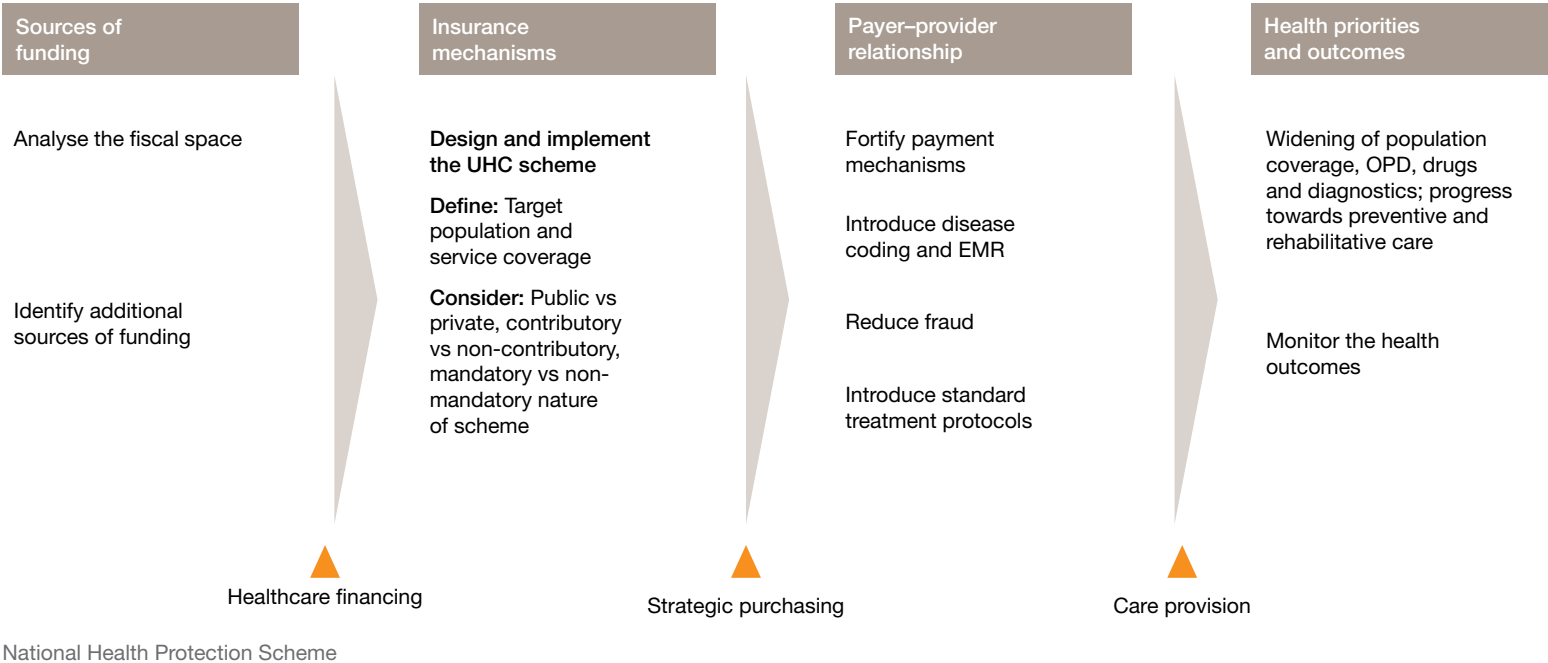 Sources of
funding
Analyse the fiscal space
Identify additional
sources of funding
Insurance
mechanisms
Design and implement
the UHC scheme
Define: Target
population and
service coverage
Consider: Public vs
private, contributory
vs non-contributory,
mandatory vs non-
mandatory nature
of scheme
Payer–provider
relationship
Fortify payment
mechanisms
Introduce disease
coding and EMR
Reduce fraud
Introduce standard
treatment protocols
Health priorities
and outcomes
Widening of population
coverage, OPD, drugs
and diagnostics; progress
towards preventive and
rehabilitative care
Monitor the health
outcomes
Healthcare financing
Strategic purchasing
Care provision
National Health Protection Scheme